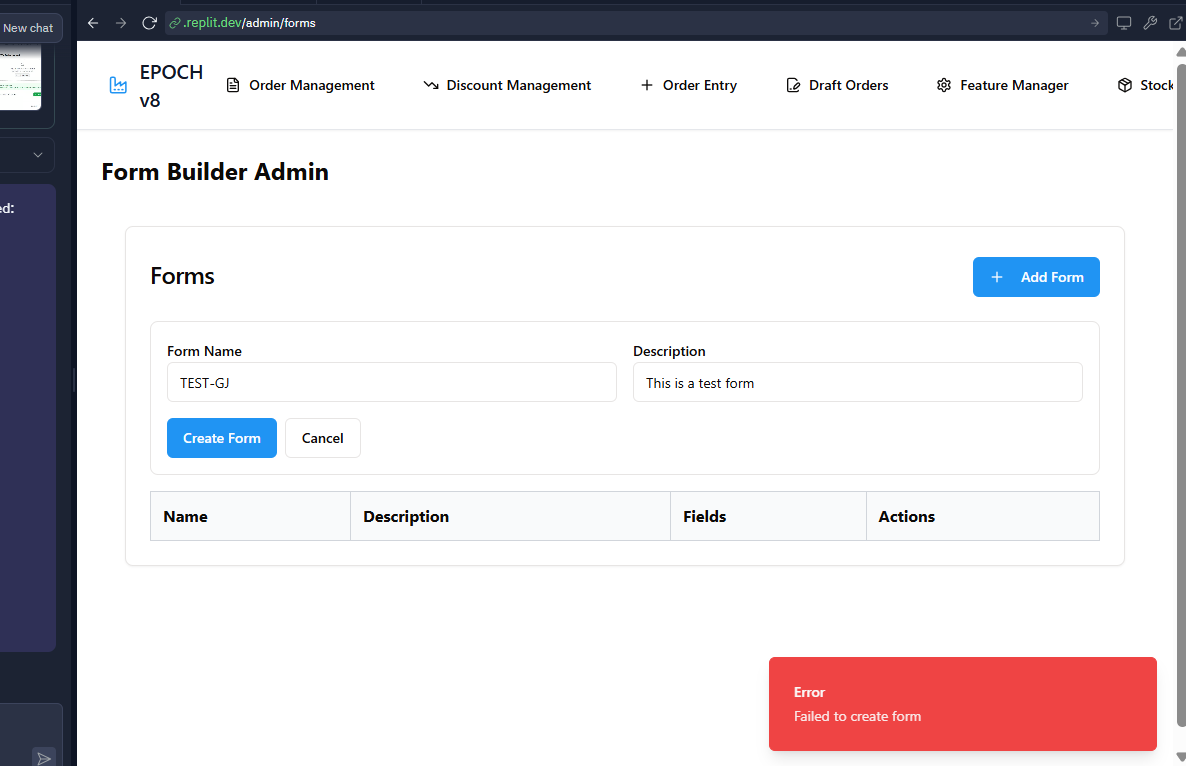 New chat
.replit.dev/admin/forms
EPOCH
v8
Order Management
Discount Management
Order Entry
Draft Orders
Feature Manager
Stock
Form Builder Admin
ed:
Forms
Add Form
Form Name
Description
TEST-GJ
This is a test form
Create Form
Cancel
Name
Description
Fields
Actions
Error
Failed to create form